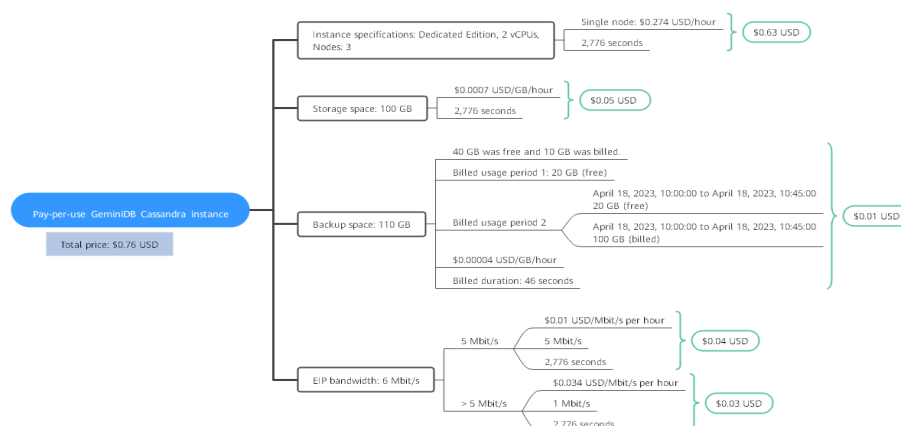 Pay-per-use GeminiDB Cassandra instance
Total price: $0.76 USD
Instance specifications: Dedicated Edition, 2 vCPUs,
Nodes: 3
Single node: $0.274 USD/hour
2,776 seconds
$0.63 USD
Storage space: 100 GB
$0.0007 USD/GB/hour
2,776 seconds
$0.05 USD
Backup space: 110 GB
40 GB was free and 10 GB was billed.
Billed usage period 1: 20 GB (free)
Billed usage period 2
April 18, 2023, 10:00:00 to April 18, 2023, 10:45:00
20 GB (free)
April 18, 2023, 10:00:00 to April 18, 2023, 10:45:00
100 GB (billed)
$0.00004 USD/GB/hour
Billed duration: 46 seconds
$0.01 USD
EIP bandwidth: 6 Mbit/s
5 Mbit/s
$0.01 USD/Mbit/s per hour
5 Mbit/s
2,776 seconds
$0.04 USD
> 5 Mbit/s
$0.034 USD/Mbit/s per hour
1 Mbit/s
2,776 seconds
$0.03 USD